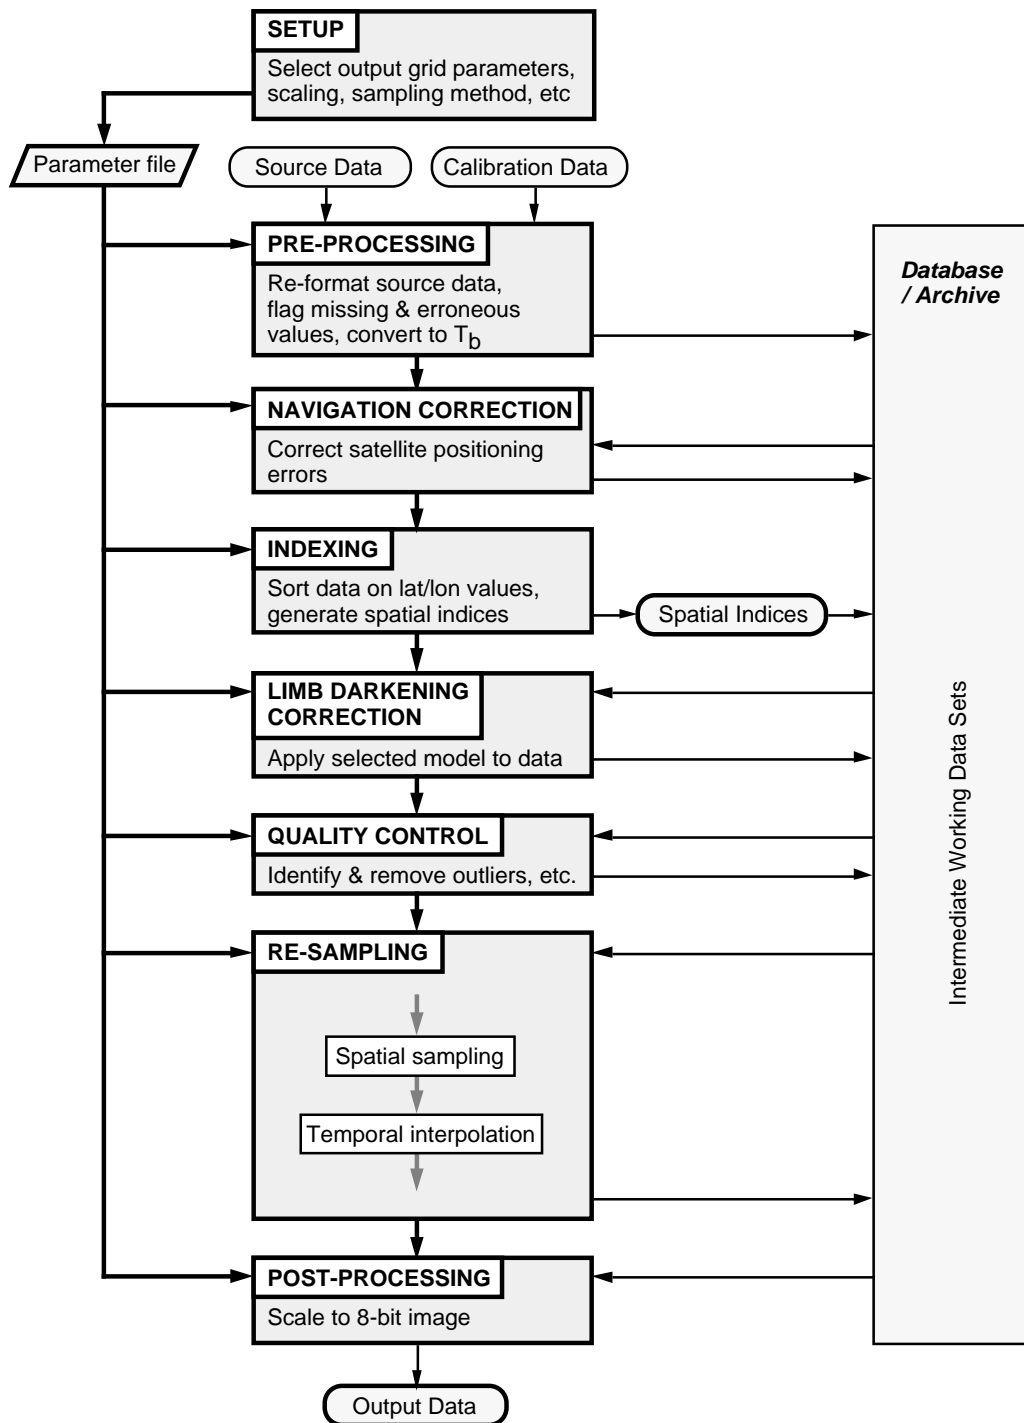 SETUP
Select output grid parameters,
scaling, sampling method, etc
Parameter file
Source Data
Calibration Data
PRE-PROCESSING
Re-format source data,
flag missing & erroneous
values, convert to Tb
Database
/ Archive
NAVIGATION CORRECTION
Correct satellite positioning
errors
INDEXING
Sort data on lat/lon values,
generate spatial indices
Spatial Indices
LIMB DARKENING
CORRECTION
Apply selected model to data
QUALITY CONTROL
Identify & remove outliers, etc.
Intermediate Working Data Sets
RE-SAMPLING
Spatial sampling
Temporal interpolation
POST-PROCESSING
Scale to 8-bit image
Output Data